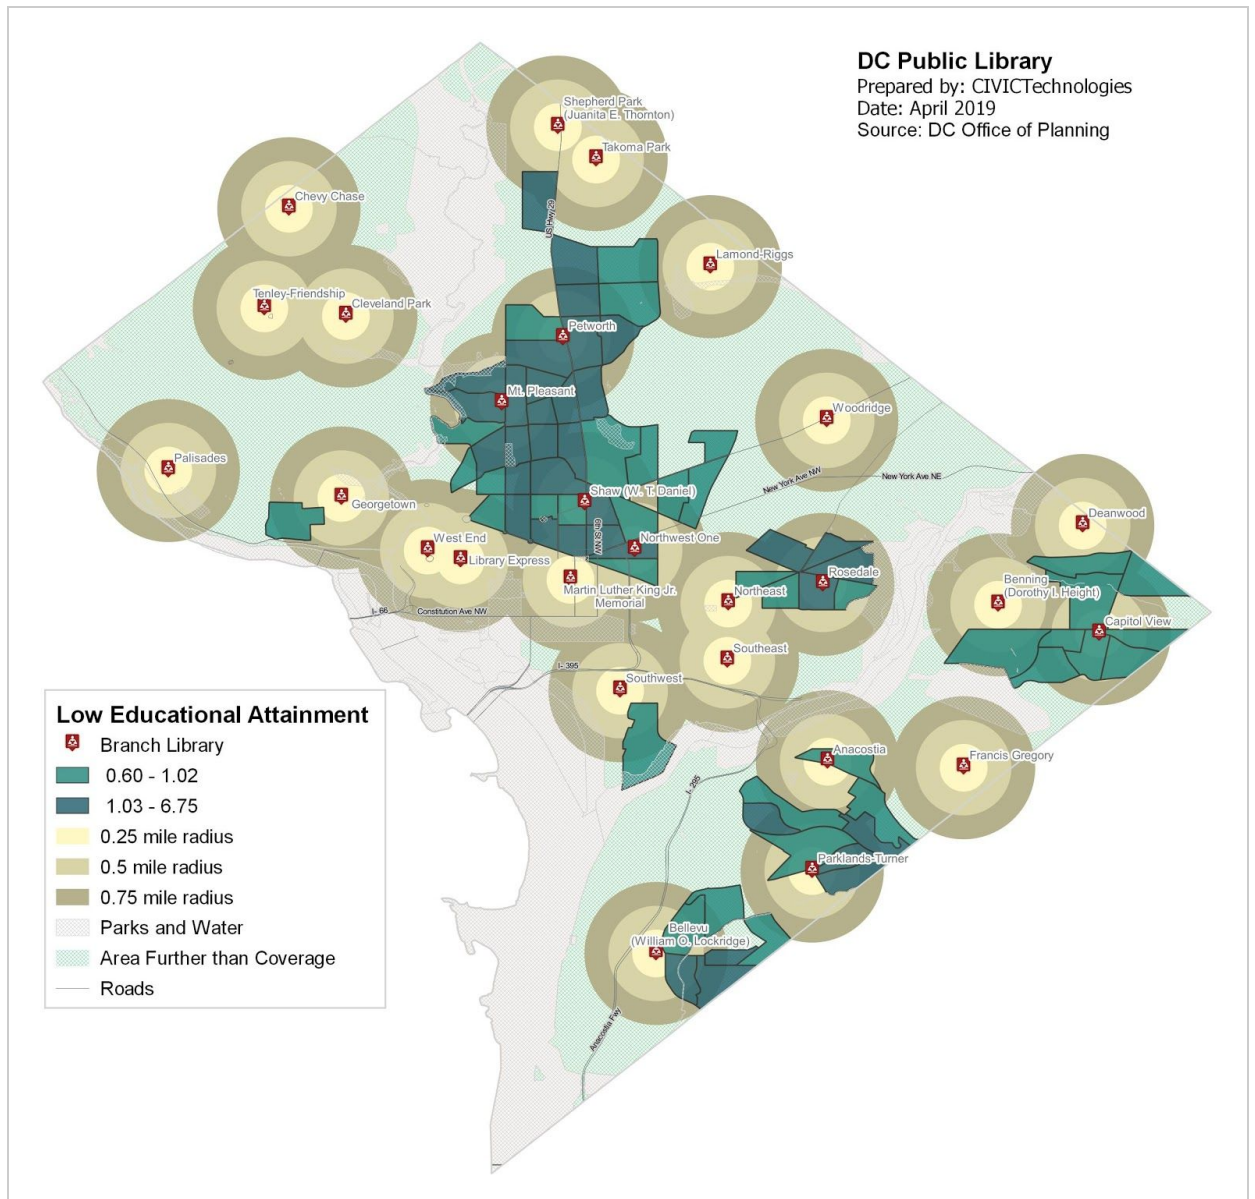 DC Public Library
Prepared by: CIVICTechnologies
Date: April 2019
Source: DC Office of Planning
Shepherd Park
(Juanita E. Thornton)
Takoma Park
Chevy Chase
US Hwy 29
Lamond-Riggs
Tenley-Friendship
Cleveland Park
Petworth
Mt. Pleasant
Woodridge
Palisades
New York Ave NW
New York Ave NE
Georgetown
Shaw (W. T. Daniel)
Deanwood
West End
Library Express
Northwest One
Rosedale
Benning
(Dorothy I. Height)
Martin Luther King Jr.
Memorial
Northeast
I- 66
Constitution Ave NW
Capitol View
Southeast
I- 395
Southwest
Anacostia
Francis Gregory
I- 295
Parklands-Turner
Bellevu
(William O. Lockridge)
Anacostia Fwy
Low Educational Attainment
Branch Library
0.60 - 1.02
1.03 - 6.75
0.25 mile radius
0.5 mile radius
0.75 mile radius
Parks and Water
Area Further than Coverage
Roads